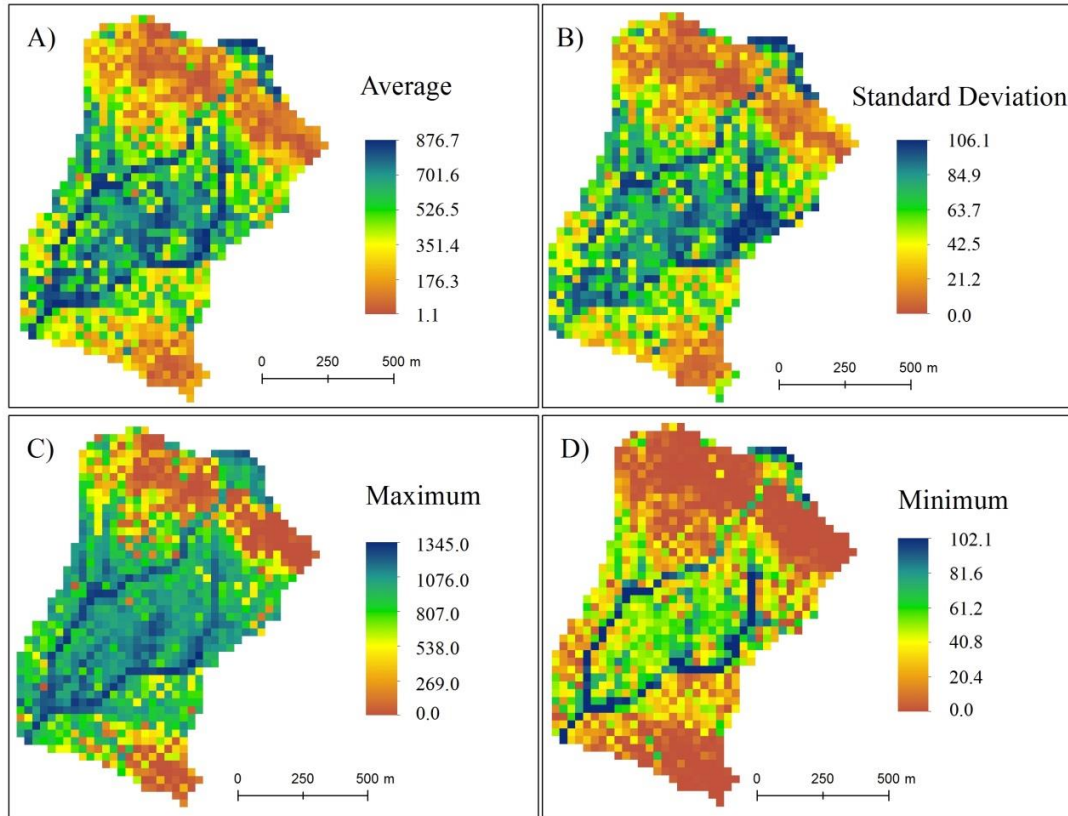 A)
Average
876.7
701.6
526.5
351.4
176.3
1.1
0 250 500 m
B)
Standard Deviation
106.1
84.9
63.7
42.5
21.2
0.0
0 250 500 m
C)
Maximum
1345.0
1076.0
807.0
538.0
269.0
0.0
0 250 500 m
D)
Minimum
102.1
81.6
61.2
40.8
20.4
0.0
0 250 500 m